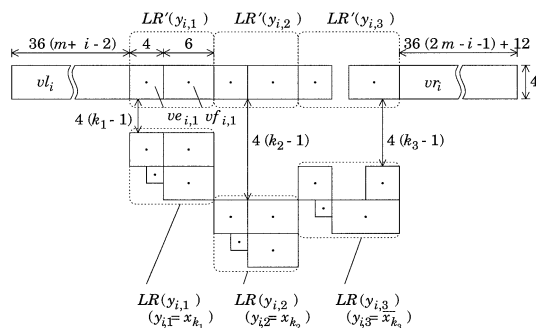 LR′(y_{i,1}) LR′(y_{i,2}) LR′(y_{i,3})
36 (m+ i - 2) 4 6 36 (2 m - i -1) + 12
vl_i vr_i 4
ve_{i,1} vf_{i,1}
4 (k_1 - 1) 4 (k_2 - 1) 4 (k_3 - 1)
LR(y_{i,1}) LR(y_{i,2}) LR(y_{i,3})
(y_{i,1}= x_{k_1}) (y_{i,2}= x_{k_2}) (y_{i,3}= \overline{x_{k_3}})